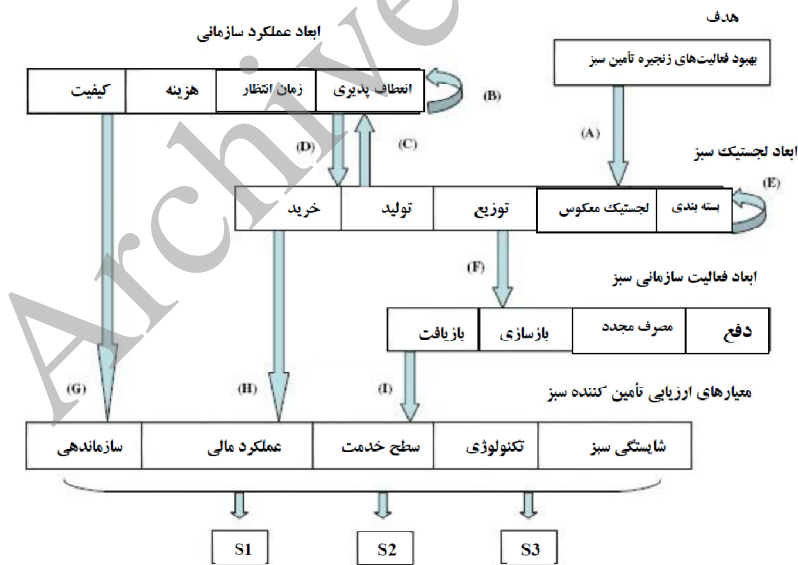 هدف
ابعاد عملکرد سازمانی
بهبود فعالیت‌های زنجیره تأمین سبز
انعطاف پذیری
زمان انتظار
هزینه
کیفیت
(B)
(A)
(C)
(D)
ابعاد لجستیک سبز
(E)
بسته بندی
لجستیک معکوس
توزیع
تولید
خرید
(F)
ابعاد فعالیت سازمانی سبز
دفع
مصرف مجدد
بازسازی
بازیافت
(I)
(H)
(G)
معیارهای ارزیابی تأمین کننده سبز
شایستگی سبز
تکنولوژی
سطح خدمت
عملکرد مالی
سازماندهی
S1
S2
S3
Archive